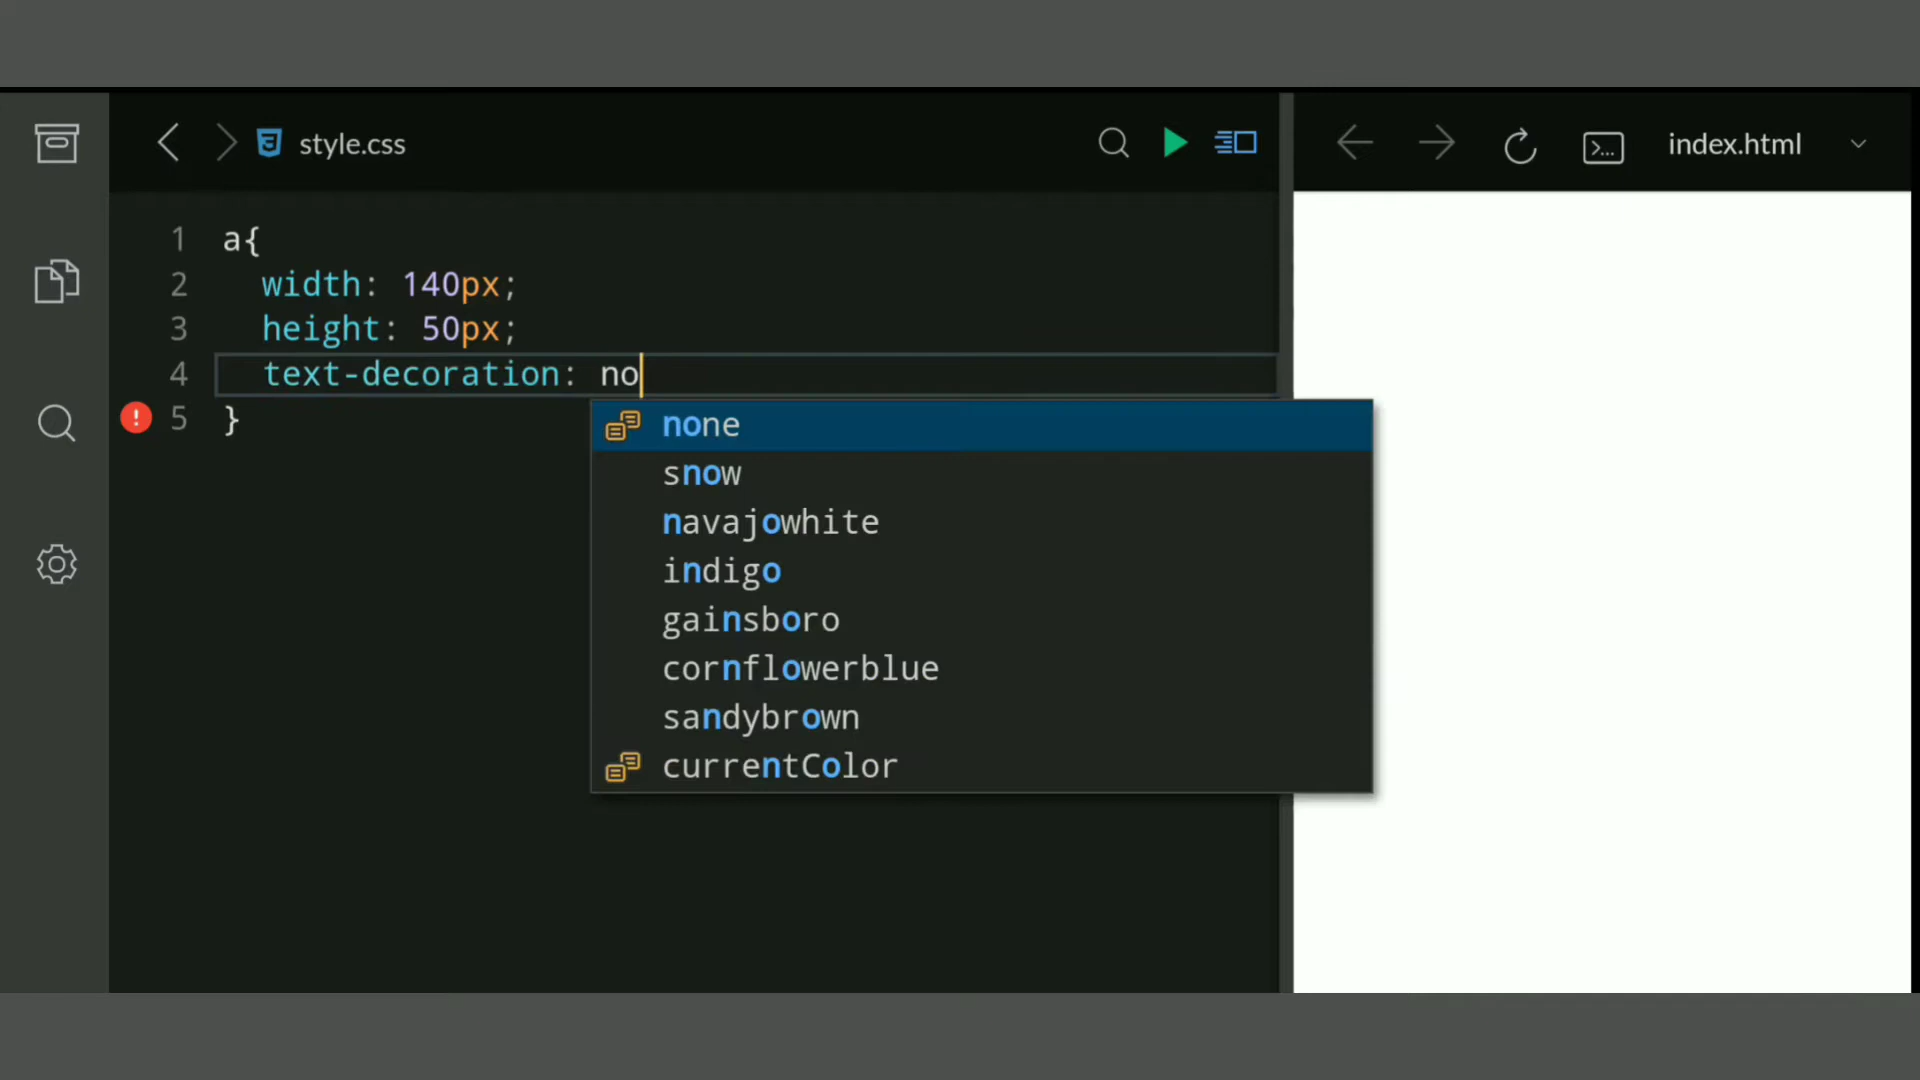 style.css
index.html
1 a{
2 width: 140px;
3 height: 50px;
4 text-decoration: no
5 }
none
snow
navajowhite
indigo
gainsboro
cornflowerblue
sandybrown
currentColor